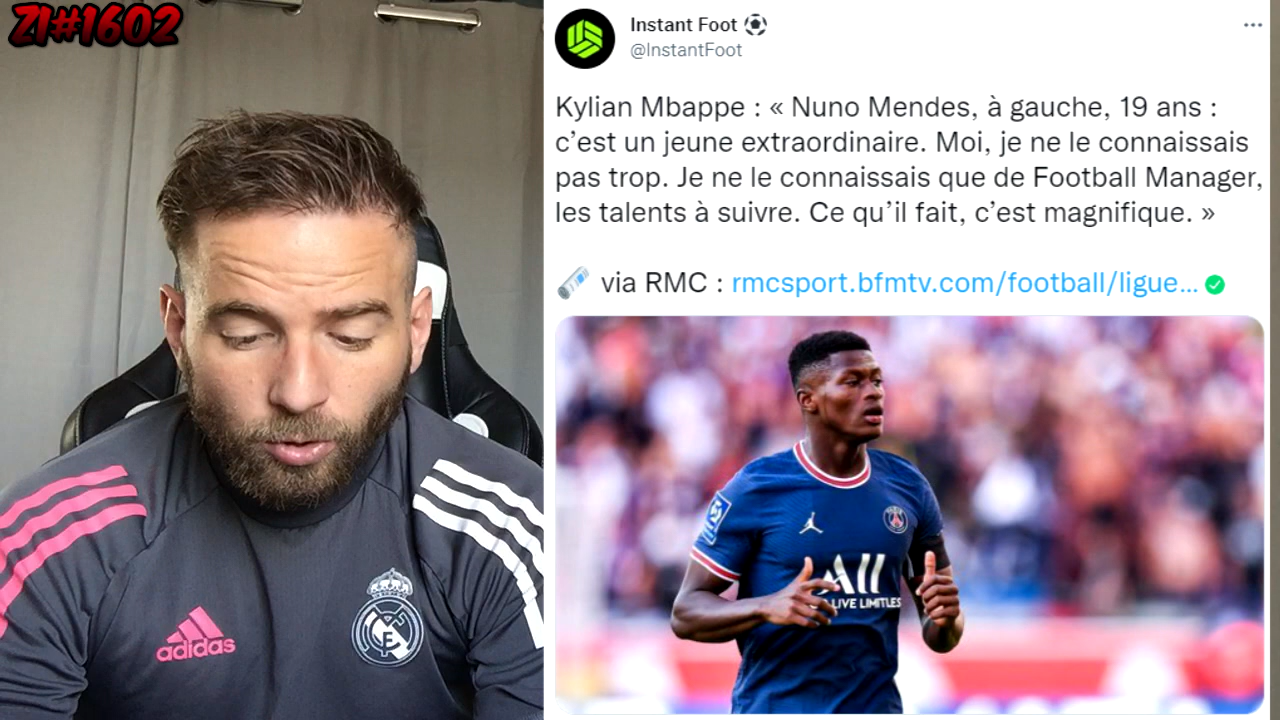 Z1#1602
Instant Foot
@InstantFoot
Kylian Mbappe : « Nuno Mendes, à gauche, 19 ans :
c’est un jeune extraordinaire. Moi, je ne le connaissais
pas trop. Je ne le connaissais que de Football Manager,
les talents à suivre. Ce qu’il fait, c’est magnifique. »
via RMC : rmcsport.bfmtv.com/football/ligue...
adidas
ALL
LIVE LIMITLES